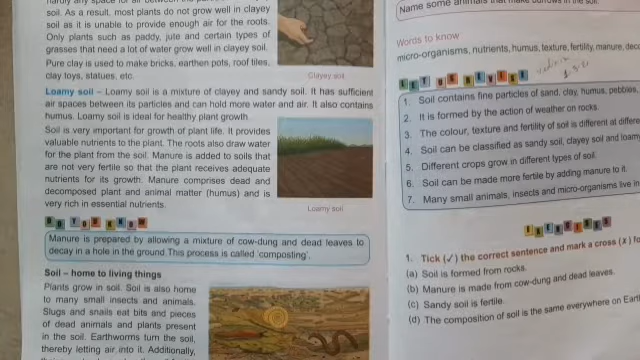 hardly any space for air between the
soil. As a result, most plants do not grow well in clayey
soil as it is unable to provide enough air for the roots.
Only plants such as paddy, jute and certain types of
grasses that need a lot of water grow well in clayey soil.
Pure clay is used to make bricks, earthen pots, roof tiles,
clay toys, statues, etc.
Clayey soil
Loamy soil – Loamy soil is a mixture of clayey and sandy soil. It has sufficient
air spaces between its particles and can hold more water and air. It also contains
humus. Loamy soil is ideal for healthy plant growth.
Soil is very important for growth of plant life. It provides
valuable nutrients to the plant. The roots also draw water
for the plant from the soil. Manure is added to soils that
are not very fertile so that the plant receives adequate
nutrients for its growth. Manure comprises dead and
decomposed plant and animal matter (humus) and is
very rich in essential nutrients.
Loamy soil
DO YOU KNOW
Manure is prepared by allowing a mixture of cow-dung and dead leaves to
decay in a hole in the ground. This process is called 'composting'.
Soil – home to living things
Plants grow in soil. Soil is also home
to many small insects and animals.
Slugs and snails eat bits and pieces
of dead animals and plants present
in the soil. Earthworms turn the soil,
thereby letting air into it. Additionally,
Name some animals that make burrows in the soil.
Words to know
micro-organisms, nutrients, humus, texture, fertility, manure,
LET US REVISE
1. Soil contains fine particles of sand, clay, humus, pebbles,
2. It is formed by the action of weather on rocks.
3. The colour, texture and fertility of soil is different at
4. Soil can be classified as sandy soil, clayey soil and
5. Different crops grow in different types of soil.
6. Soil can be made more fertile by adding manure to it.
7. Many small animals, insects and micro-organisms live in
EXERCISES
1. Tick (✓) the correct sentence and mark a cross (✗)
(a) Soil is formed from rocks.
(b) Manure is made from cow-dung and dead leaves.
(c) Sandy soil is fertile.
(d) The composition of soil is the same everywhere on